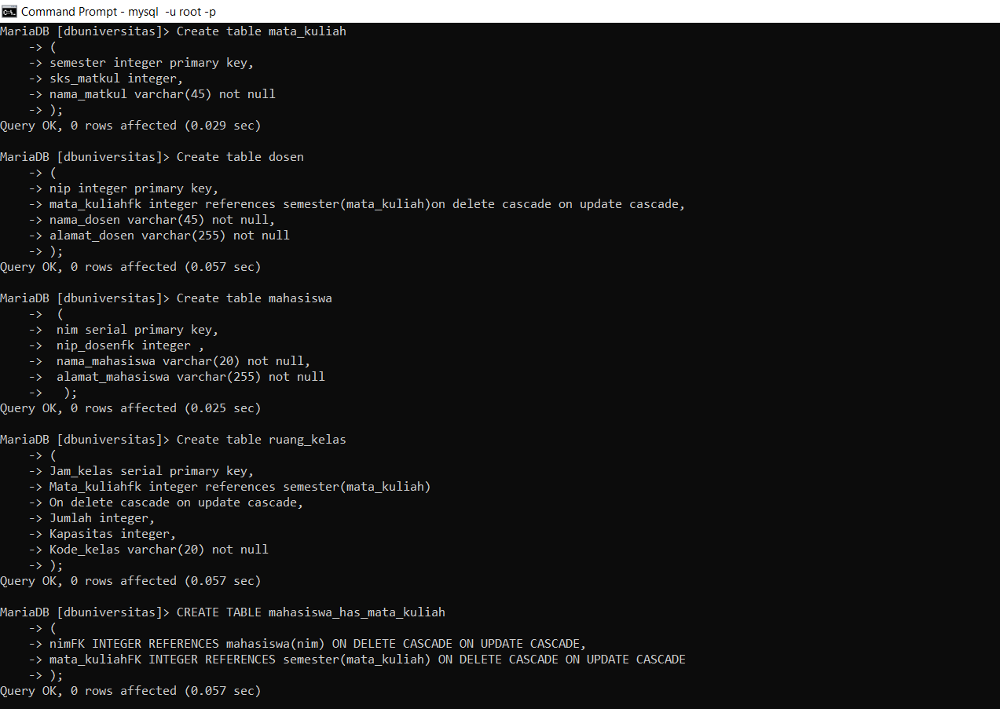 Command Prompt - mysql  -u root -p
MariaDB [dbuniversitas]> Create table mata_kuliah
    -> (
    -> semester integer primary key,
    -> sks_matkul integer,
    -> nama_matkul varchar(45) not null
    -> );
Query OK, 0 rows affected (0.029 sec)

MariaDB [dbuniversitas]> Create table dosen
    -> (
    -> nip integer primary key,
    -> mata_kuliahfk integer references semester(mata_kuliah)on delete cascade on update cascade,
    -> nama_dosen varchar(45) not null,
    -> alamat_dosen varchar(255) not null
    -> );
Query OK, 0 rows affected (0.057 sec)

MariaDB [dbuniversitas]> Create table mahasiswa
    ->  (
    ->  nim serial primary key,
    ->  nip_dosenfk integer ,
    ->  nama_mahasiswa varchar(20) not null,
    ->  alamat_mahasiswa varchar(255) not null
    ->   );
Query OK, 0 rows affected (0.025 sec)

MariaDB [dbuniversitas]> Create table ruang_kelas
    -> (
    -> Jam_kelas serial primary key,
    -> Mata_kuliahfk integer references semester(mata_kuliah)
    -> On delete cascade on update cascade,
    -> Jumlah integer,
    -> Kapasitas integer,
    -> Kode_kelas varchar(20) not null
    -> );
Query OK, 0 rows affected (0.057 sec)

MariaDB [dbuniversitas]> CREATE TABLE mahasiswa_has_mata_kuliah
    -> (
    -> nimFK INTEGER REFERENCES mahasiswa(nim) ON DELETE CASCADE ON UPDATE CASCADE,
    -> mata_kuliahFK INTEGER REFERENCES semester(mata_kuliah) ON DELETE CASCADE ON UPDATE CASCADE
    -> );
Query OK, 0 rows affected (0.057 sec)